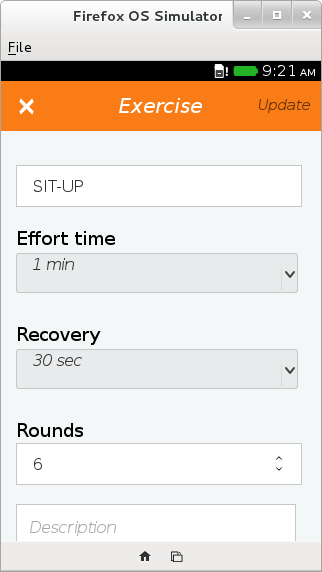 Firefox OS Simulator
File
9:21 AM
Exercise Update
SIT-UP
Effort time
1 min
Recovery
30 sec
Rounds
6
Description